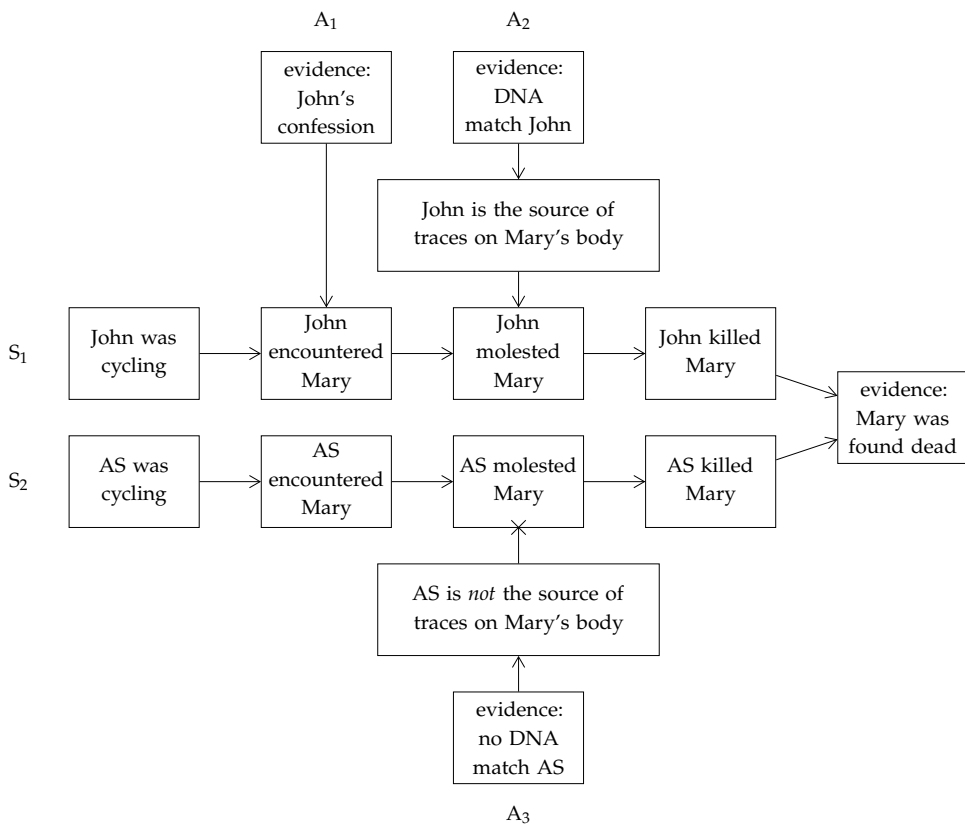 A₁
A₂
evidence:
John's
confession
evidence:
DNA
match John
John is the source of
traces on Mary's body
S₁
John was
cycling
John
encountered
Mary
John
molested
Mary
John killed
Mary
evidence:
Mary was
found dead
S₂
AS was
cycling
AS
encountered
Mary
AS molested
Mary
AS killed
Mary
AS is not the source of
traces on Mary's body
evidence:
no DNA
match AS
A₃